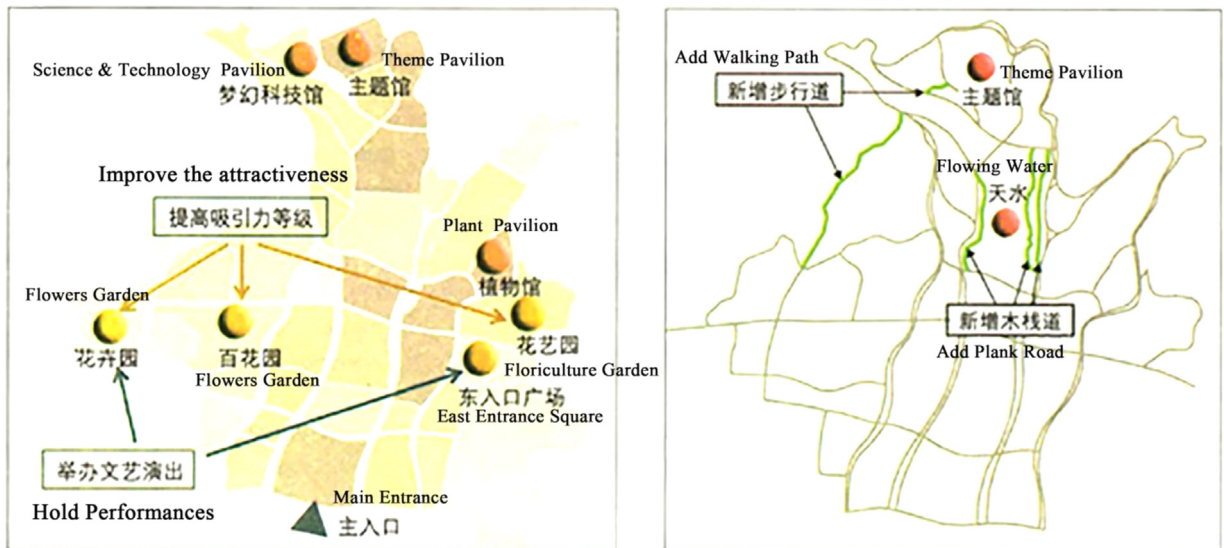 Science & Technology Pavilion
梦幻科技馆
Theme Pavilion
主题馆
Improve the attractiveness
提高吸引力等级
Plant Pavilion
植物馆
Flowers Garden
花卉园
百花园
Flowers Garden
花艺园
Floriculture Garden
东入口广场
East Entrance Square
举办文艺演出
Hold Performances
Main Entrance
主入口
Add Walking Path
新增步行道
Theme Pavilion
主题馆
Flowing Water
天水
新增木栈道
Add Plank Road